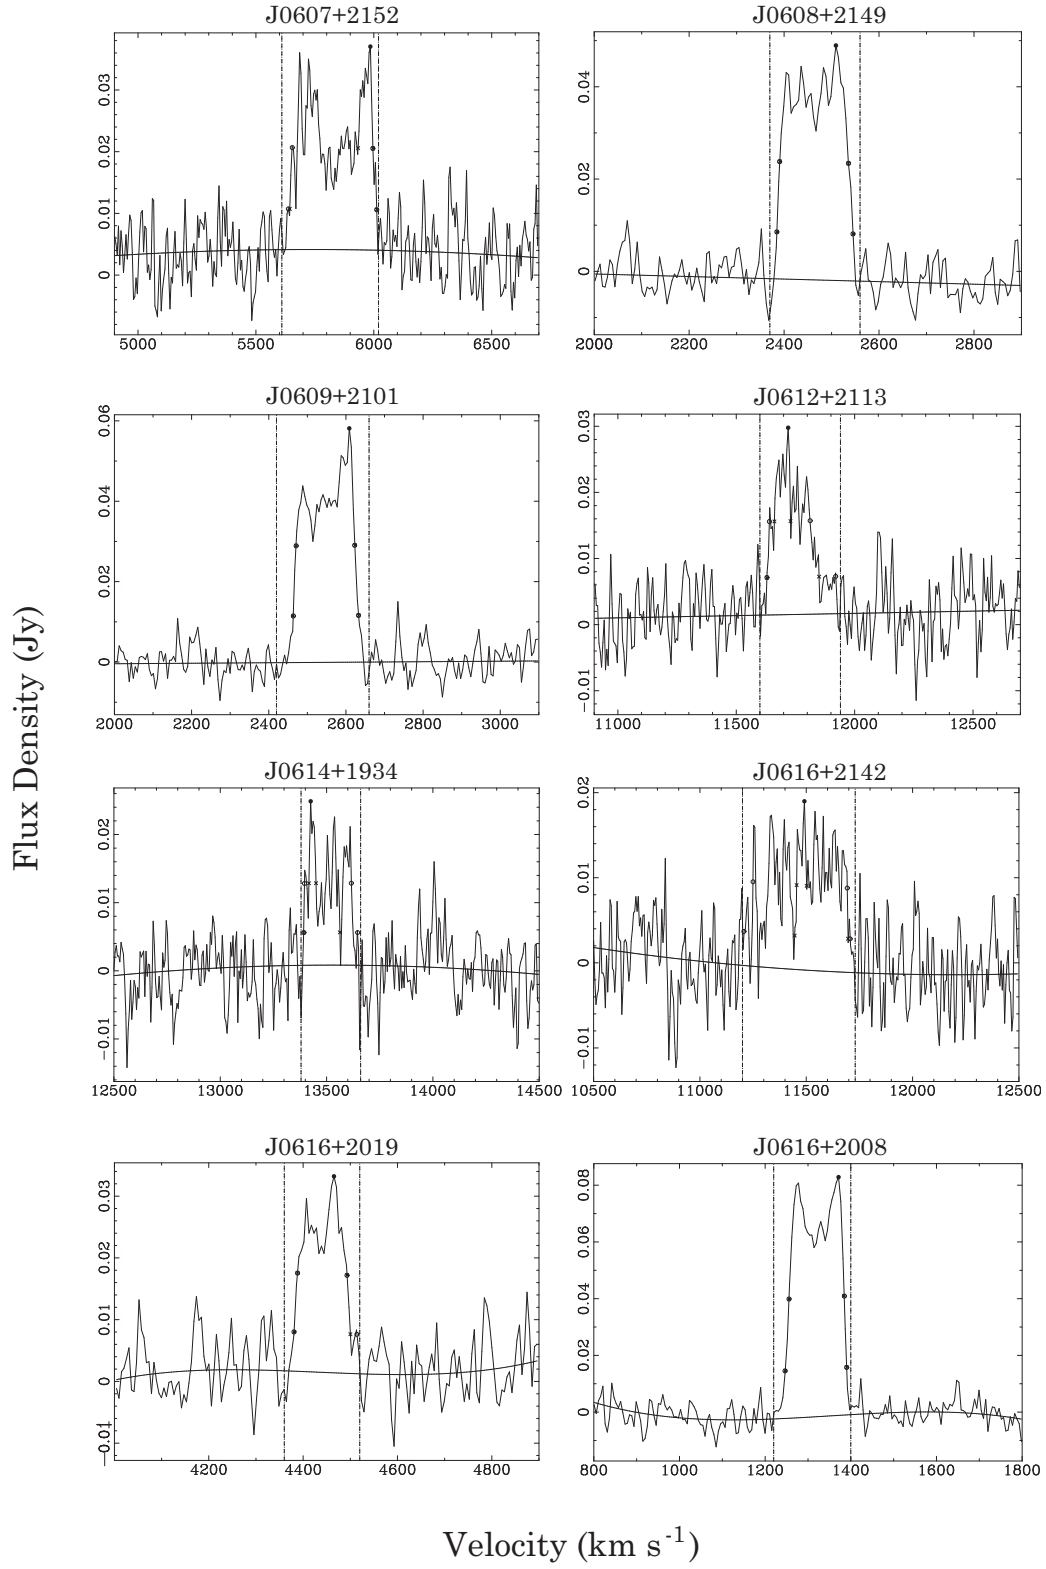 J0607+2152 J0608+2149
0.03 0.02 0.01 0
5000 5500 6000 6500
0.04 0.02 0
2000 2200 2400 2600 2800
J0609+2101 J0612+2113
0.06 0.04 0.02 0
2000 2200 2400 2600 2800 3000
0.03 0.02 0.01 0 −0.01
11000 11500 12000 12500
Flux Density (Jy)
J0614+1934 J0616+2142
0.02 0.01 0 −0.01
12500 13000 13500 14000 14500
0.02 0.01 0 −0.01
10500 11000 11500 12000 12500
J0616+2019 J0616+2008
0.03 0.02 0.01 0 −0.01
4200 4400 4600 4800
0.08 0.06 0.04 0.02 0
800 1000 1200 1400 1600 1800
Velocity (km s-1)